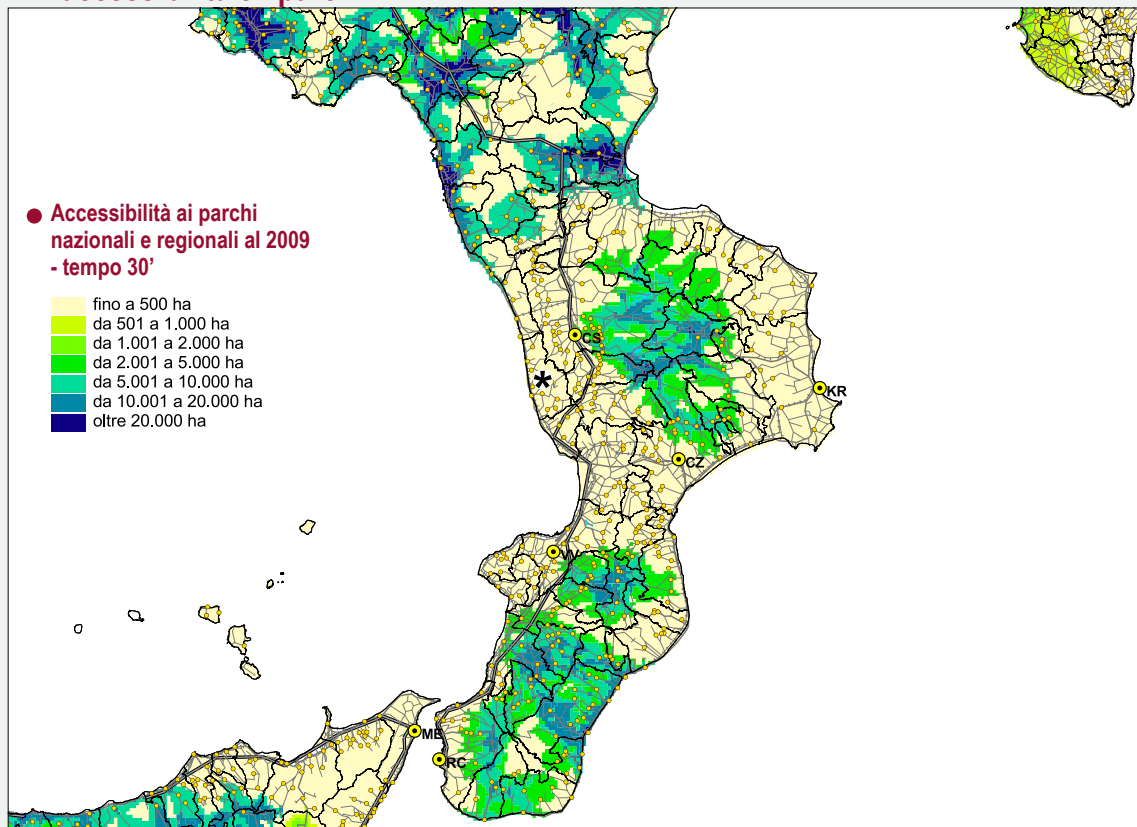 Accessibilità ai parchi
nazionali e regionali al 2009
- tempo 30’
fino a 500 ha
da 501 a 1.000 ha
da 1.001 a 2.000 ha
da 2.001 a 5.000 ha
da 5.001 a 10.000 ha
da 10.001 a 20.000 ha
oltre 20.000 ha
CS
*
KR
CZ
VV
ME
RC